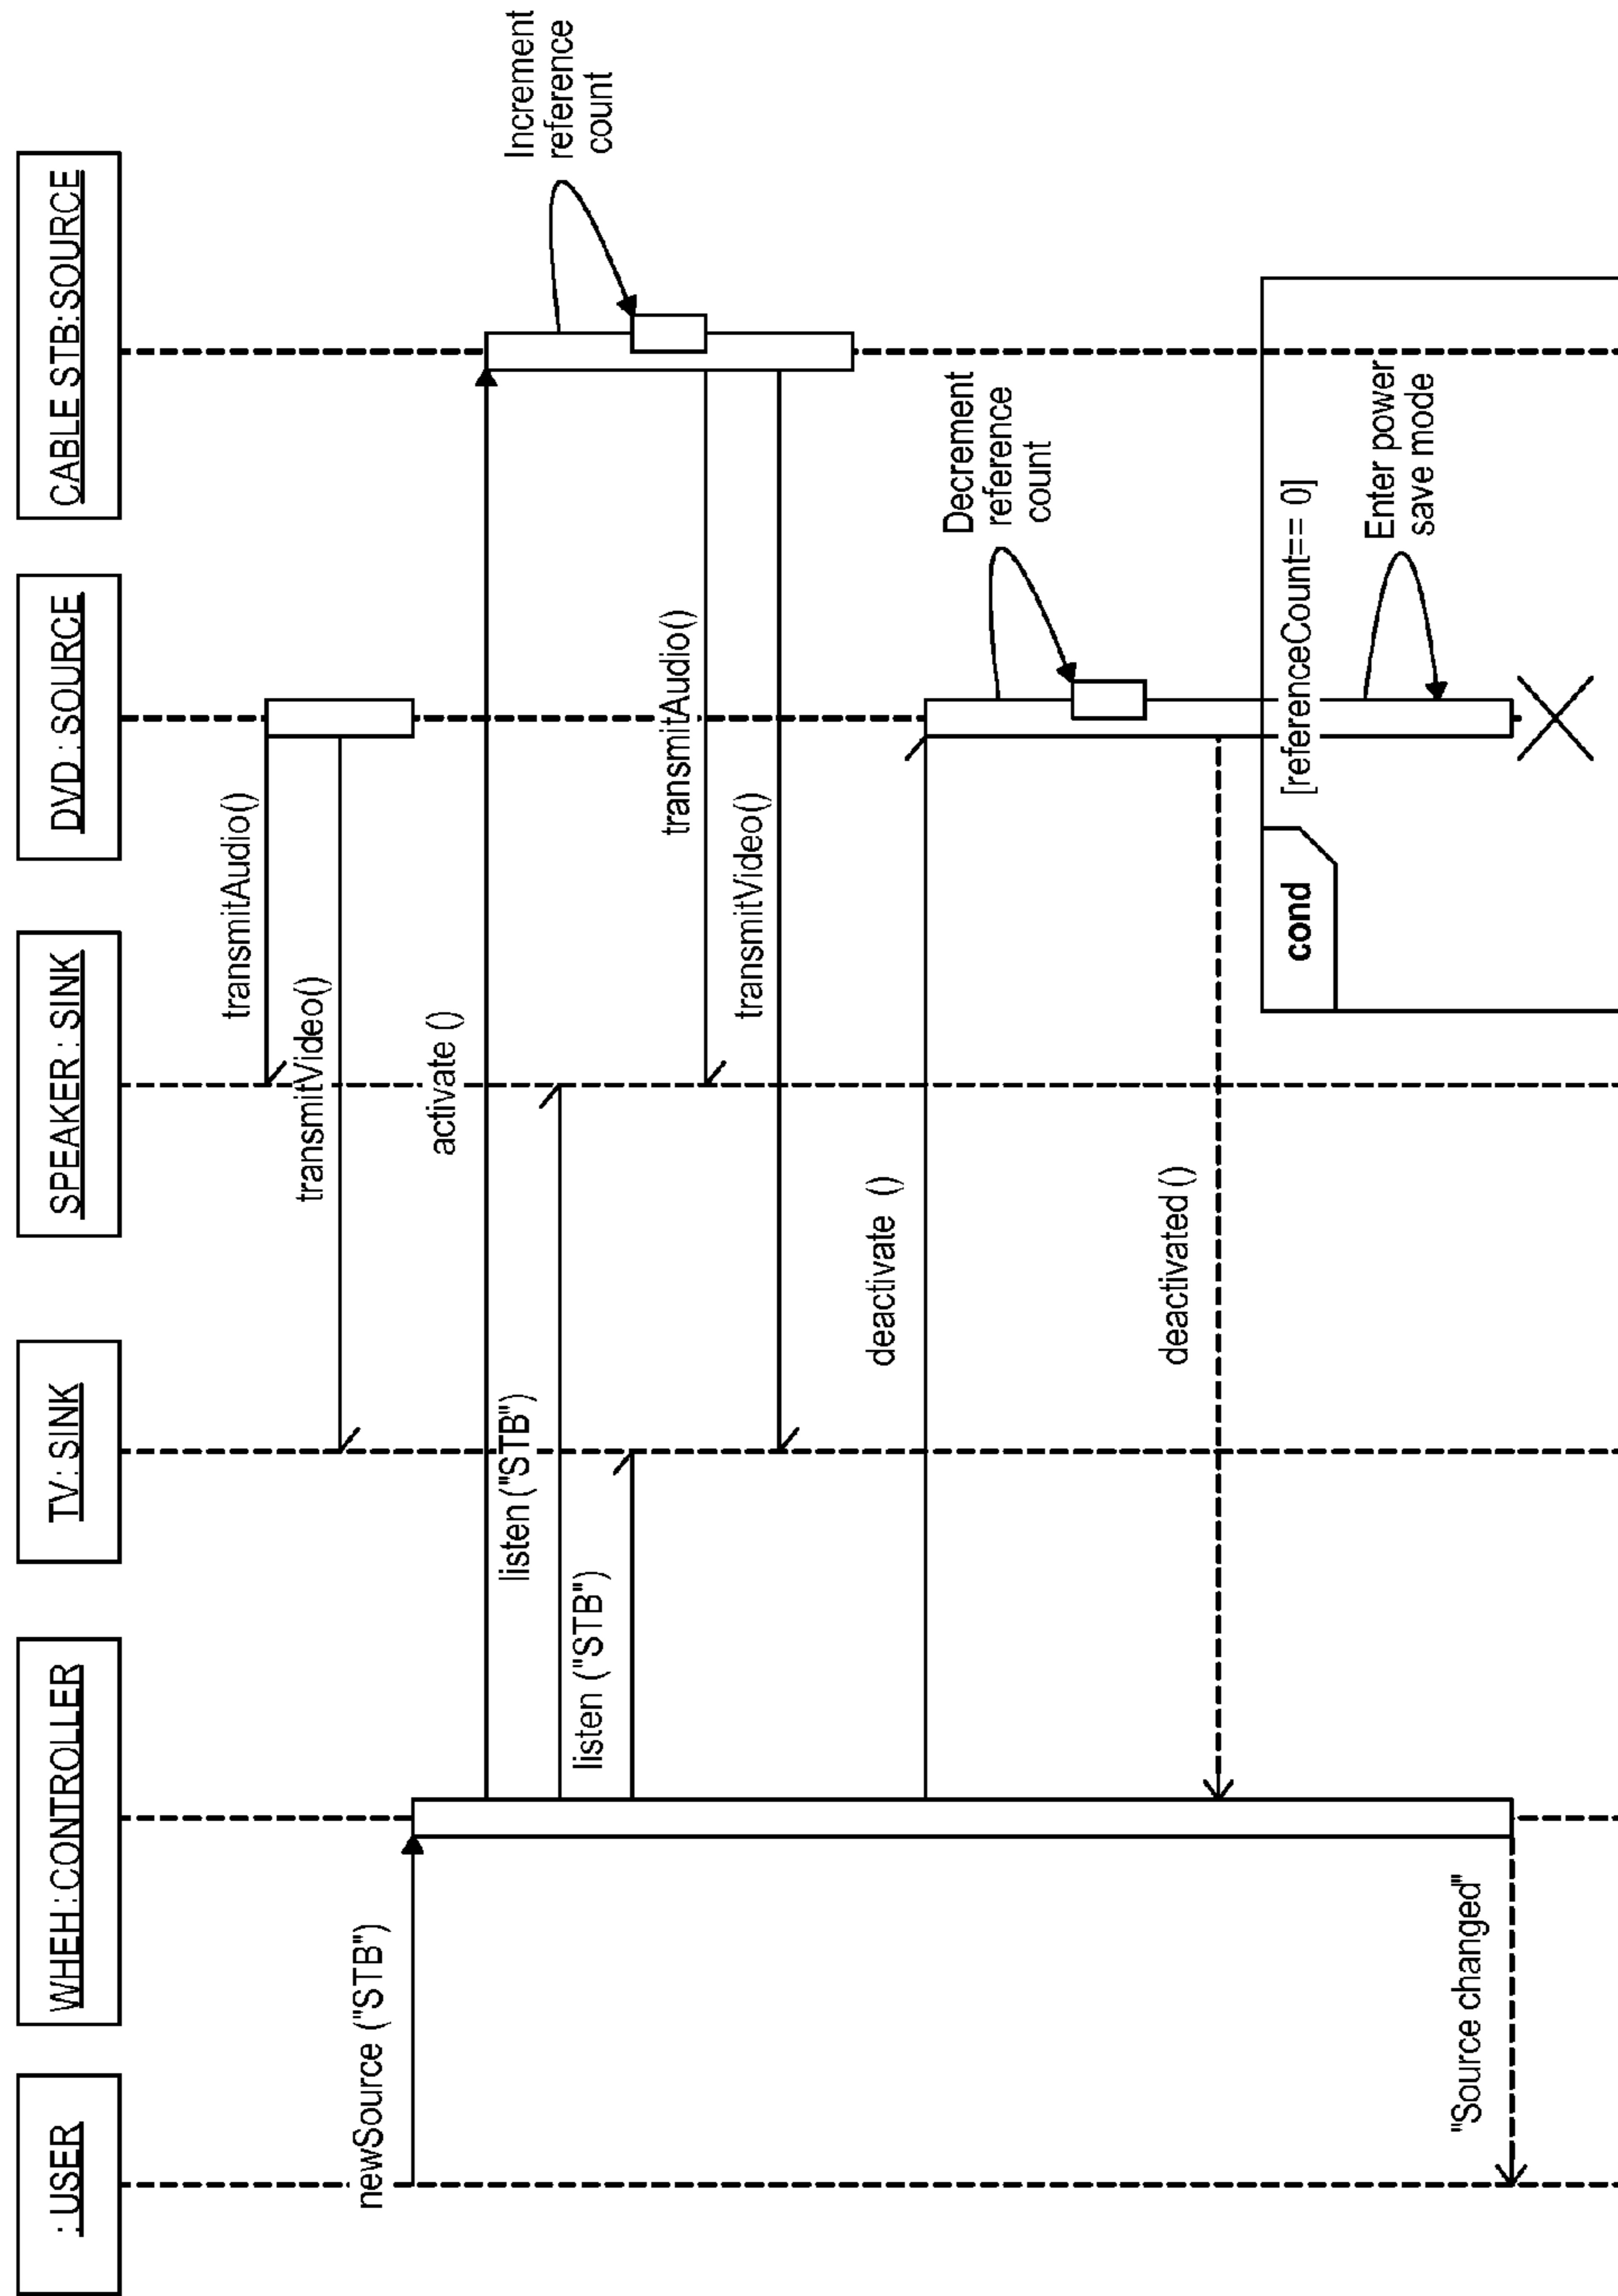 : USER
WHEH : CONTROLLER
TV : SINK
SPEAKER : SINK
DVD : SOURCE
CABLE STB : SOURCE
transmitAudio()
transmitVideo()
newSource ("STB")
activate ()
listen ("STB")
Increment
reference
count
listen ("STB")
transmitAudio()
transmitVideo()
deactivate ()
Decrement
reference
count
deactivated ()
cond
[referenceCount== 0]
Enter power
save mode
"Source changed"